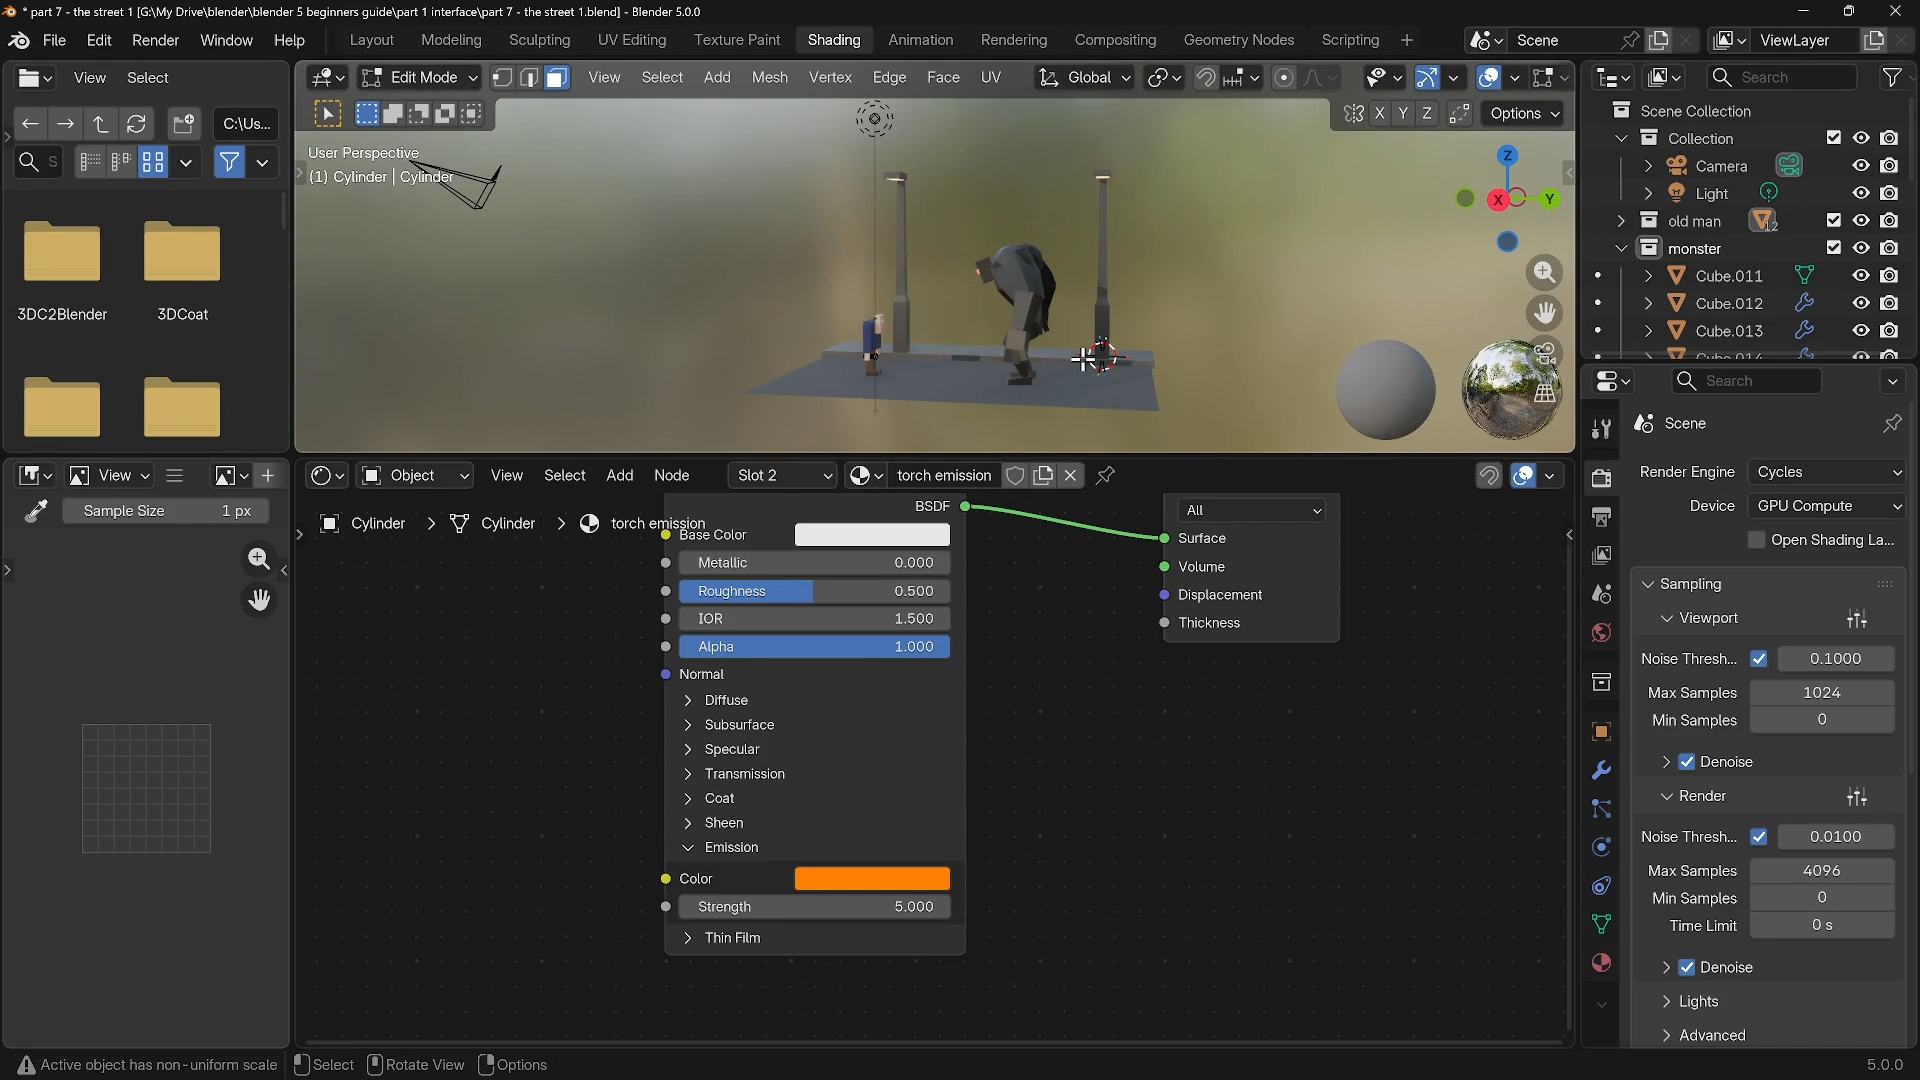 * part 7 - the street 1 [G:\My Drive\blender\blender 5 beginners guide\part 1 interface\part 7 - the street 1.blend] - Blender 5.0.0
File Edit Render Window Help Layout Modeling Sculpting UV Editing Texture Paint Shading Animation Rendering Compositing Geometry Nodes Scripting + Scene ViewLayer
View Select
Edit Mode View Select Add Mesh Vertex Edge Face UV Global
Search
C:\Us...
X Y Z Options
S
User Perspective
(1) Cylinder | Cylinder
Z
X
Y
3DC2Blender 3DCoat
Scene Collection
Collection
Camera
Light
old man 12
monster
Cube.011
Cube.012
Cube.013
Cube.014
View
Sample Size 1 px
Object View Select Add Node Slot 2 torch emission
Cylinder > Cylinder > torch emission
BSDF
Base Color
Metallic 0.000
Roughness 0.500
IOR 1.500
Alpha 1.000
Normal
Diffuse
Subsurface
Specular
Transmission
Coat
Sheen
Emission
Color
Strength 5.000
Thin Film
All
Surface
Volume
Displacement
Thickness
Search
Scene
Render Engine Cycles
Device GPU Compute
Open Shading La...
Sampling
Viewport
Noise Thresh... 0.1000
Max Samples 1024
Min Samples 0
Denoise
Render
Noise Thresh... 0.0100
Max Samples 4096
Min Samples 0
Time Limit 0 s
Denoise
Lights
Advanced
Active object has non-uniform scale Select Rotate View Options 5.0.0